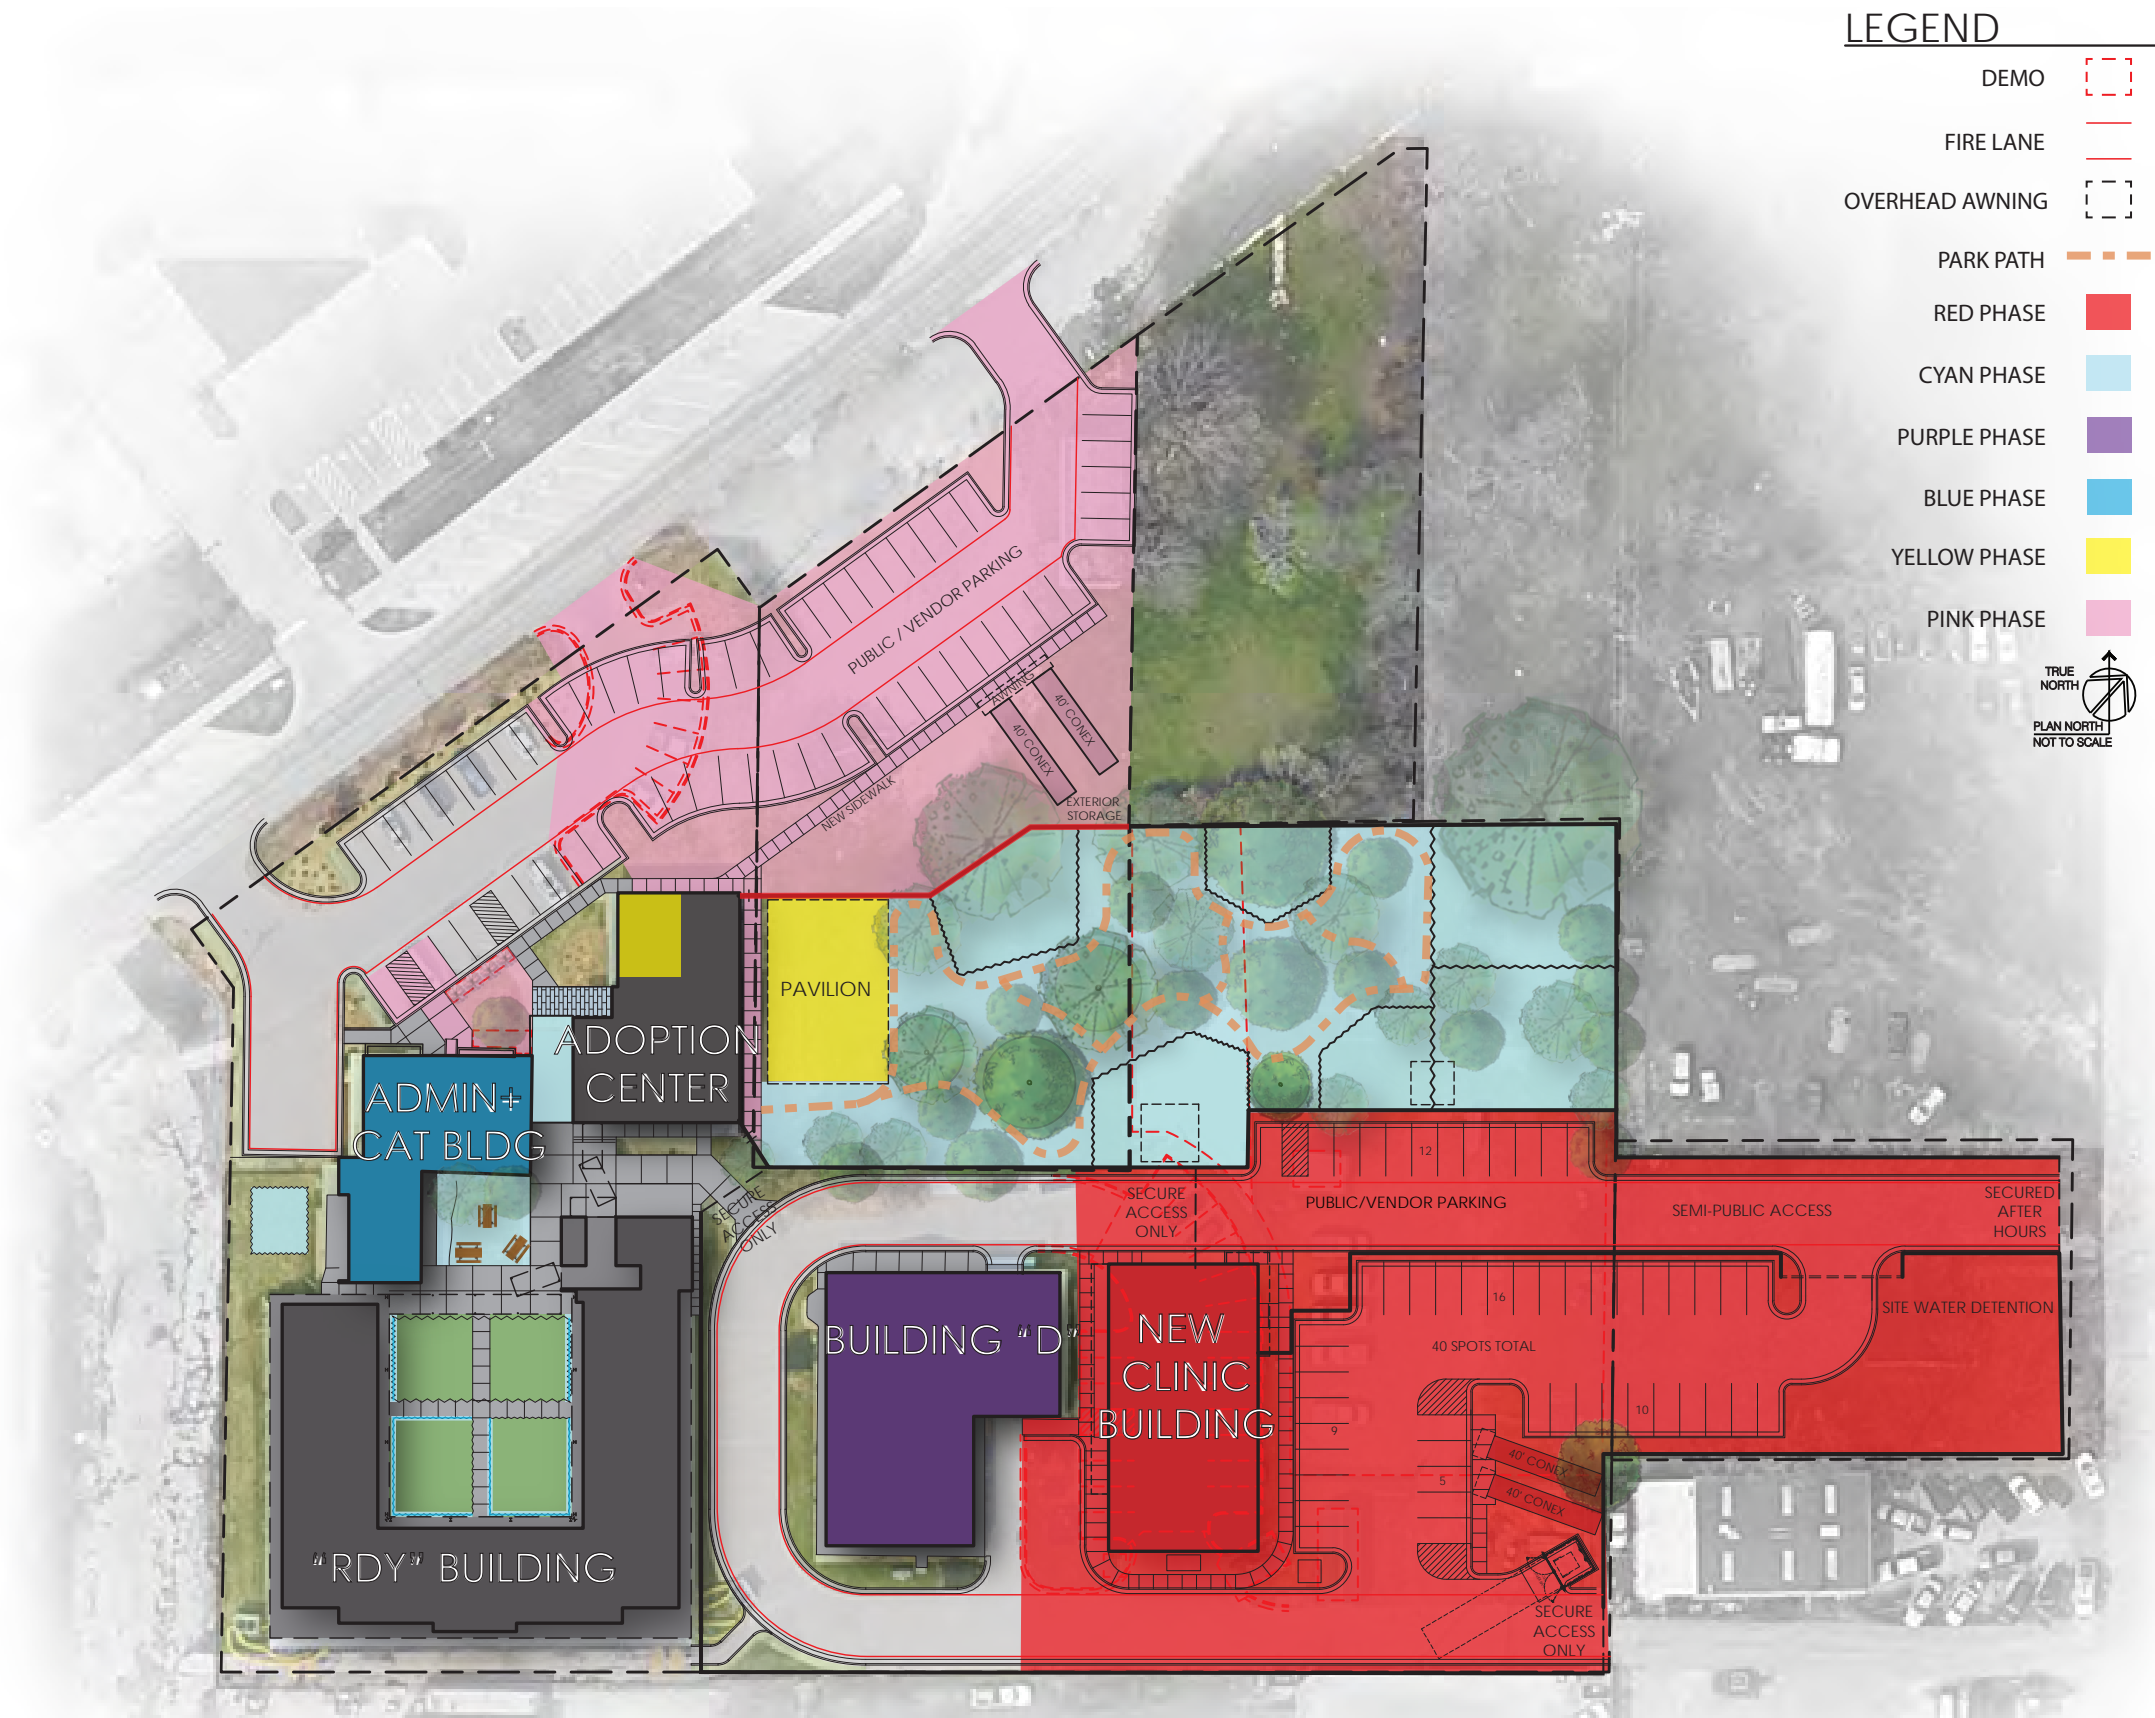 LEGEND
DEMO
FIRE LANE
OVERHEAD AWNING
PARK PATH
RED PHASE
CYAN PHASE
PURPLE PHASE
BLUE PHASE
YELLOW PHASE
PINK PHASE
TRUE
NORTH
PLAN NORTH
NOT TO SCALE
PUBLIC / VENDOR PARKING
AWNING
40' CONEX
40' CONEX
NEW SIDEWALK
EXTERIOR
STORAGE
PAVILION
ADOPTION
CENTER
ADMIN+
CAT BLDG
SECURE
ACCESS
ONLY
SECURE
ACCESS
ONLY
12
PUBLIC/VENDOR PARKING
SEMI-PUBLIC ACCESS
SECURED
AFTER
HOURS
16
SITE WATER DETENTION
40 SPOTS TOTAL
BUILDING "D"
NEW
CLINIC
BUILDING
9
10
5
40' CONEX
40' CONEX
"RDY" BUILDING
SECURE
ACCESS
ONLY